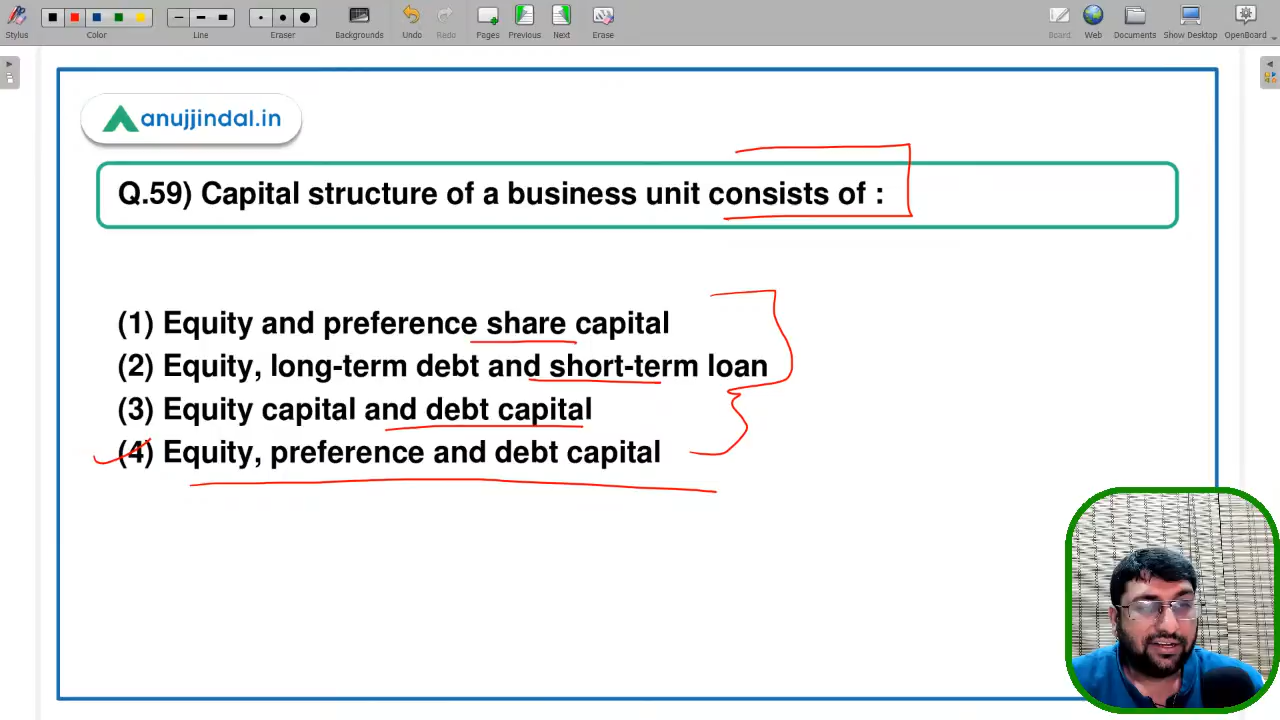 Stylus
Color
Line
Eraser
Backgrounds
Undo
Redo
Pages
Previous
Next
Erase
Board
Web
Documents
Show Desktop
OpenBoard
anujjindal.in
Q.59) Capital structure of a business unit consists of :
(1) Equity and preference share capital
(2) Equity, long-term debt and short-term loan
(3) Equity capital and debt capital
(4) Equity, preference and debt capital